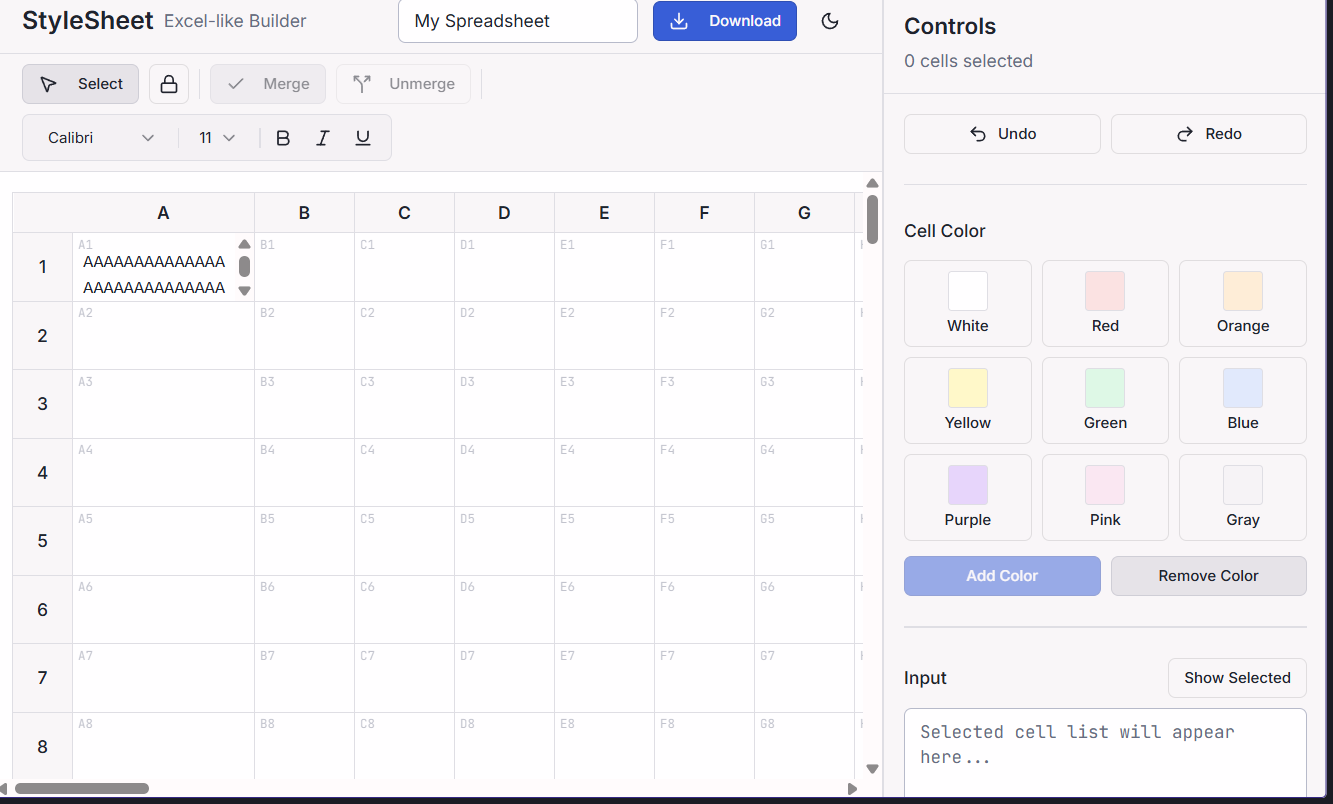 StyleSheet Excel-like Builder My Spreadsheet Download
Select Merge Unmerge
Calibri 11 B I U
A B C D E F G
1 A1 B1 C1 D1 E1 F1 G1
AAAAAAAAAAAAAA
AAAAAAAAAAAAAA
2 A2 B2 C2 D2 E2 F2 G2
3 A3 B3 C3 D3 E3 F3 G3
4 A4 B4 C4 D4 E4 F4 G4
5 A5 B5 C5 D5 E5 F5 G5
6 A6 B6 C6 D6 E6 F6 G6
7 A7 B7 C7 D7 E7 F7 G7
8 A8 B8 C8 D8 E8 F8 G8
Controls
0 cells selected
Undo Redo
Cell Color
White Red Orange
Yellow Green Blue
Purple Pink Gray
Add Color Remove Color
Input Show Selected
Selected cell list will appear
here...